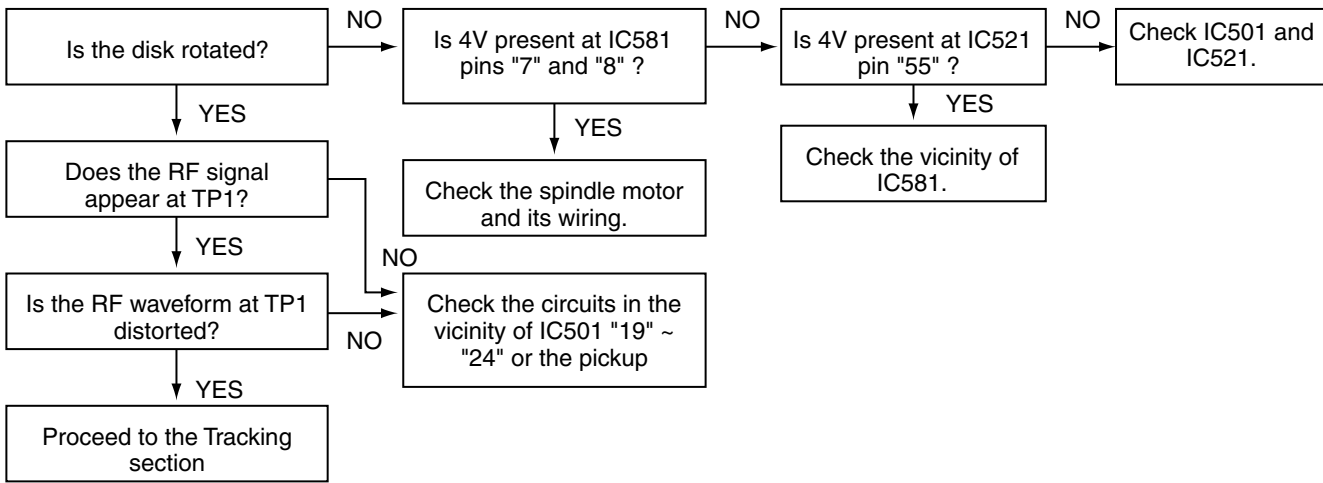 Is the disk rotated?
NO
Is 4V present at IC581
pins "7" and "8" ?
NO
Is 4V present at IC521
pin "55" ?
NO
Check IC501 and
IC521.
YES
YES
YES
Does the RF signal
appear at TP1?
Check the spindle motor
and its wiring.
Check the vicinity of
IC581.
YES
NO
Is the RF waveform at TP1
distorted?
NO
Check the circuits in the
vicinity of IC501 "19" ~
"24" or the pickup
YES
Proceed to the Tracking
section